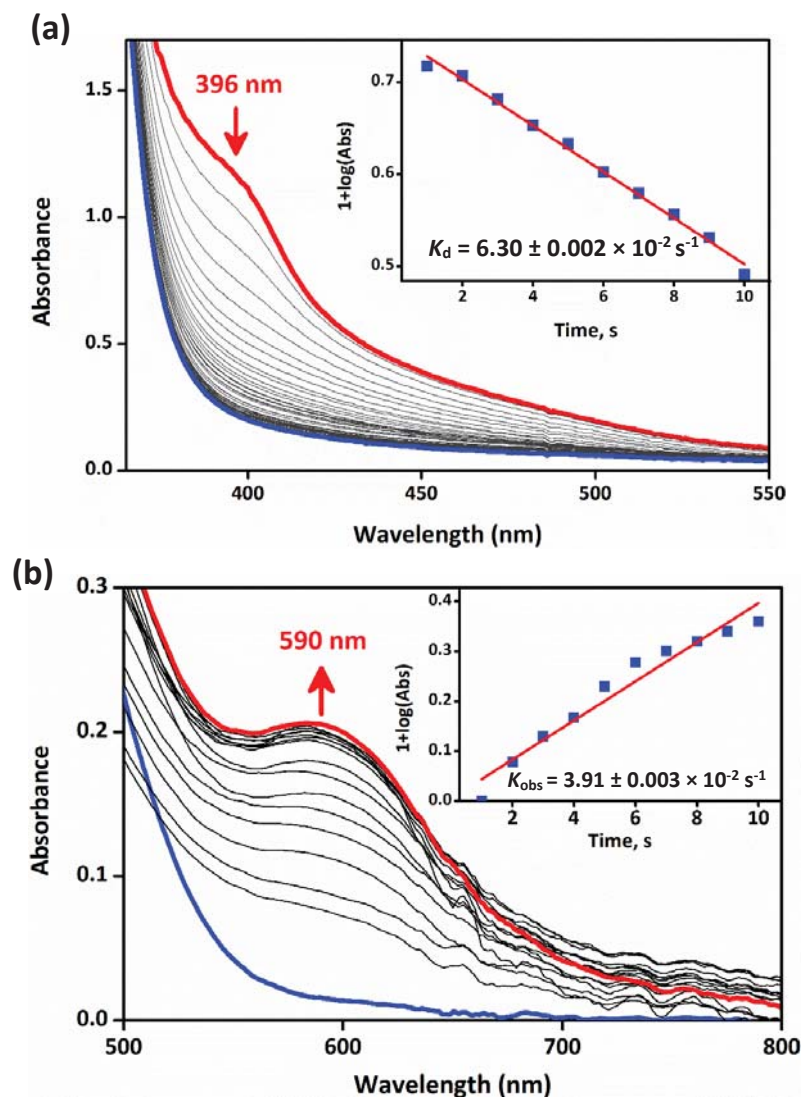 (a)
396 nm
Absorbance
1.5
1.0
0.5
0.0
400
450
500
550
Wavelength (nm)
1+log(Abs)
0.7
0.6
0.5
K_d = 6.30 ± 0.002 × 10⁻² s⁻¹
2
4
6
8
10
Time, s
(b)
590 nm
Absorbance
0.3
0.2
0.1
0.0
500
600
700
800
Wavelength (nm)
1+log(Abs)
0.4
0.3
0.2
0.1
0.0
K_obs = 3.91 ± 0.003 × 10⁻² s⁻¹
2
4
6
8
10
Time, s